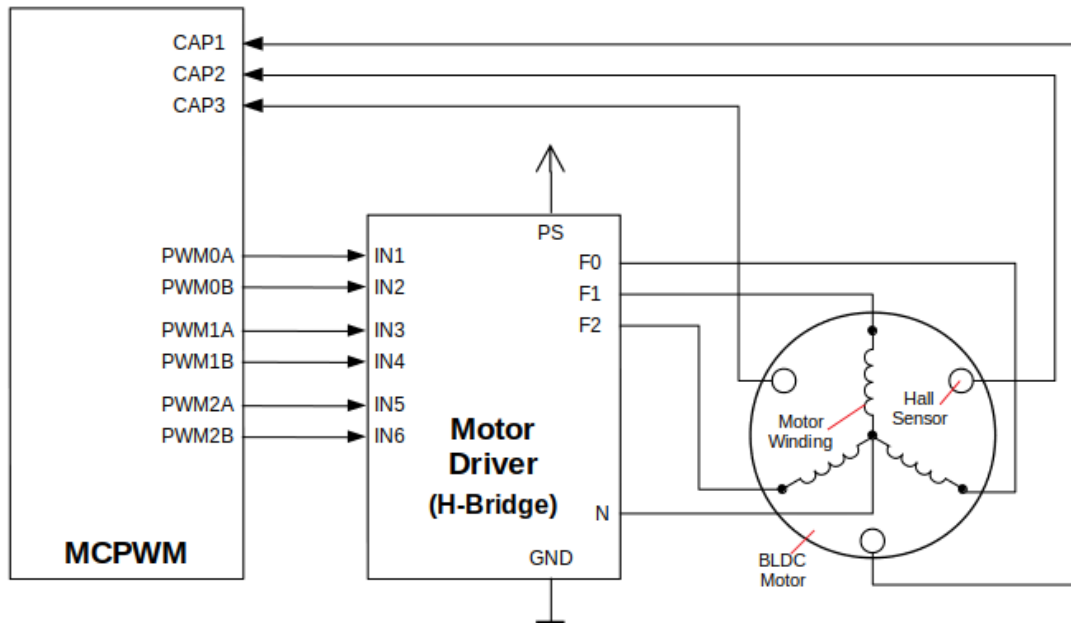 CAP1
CAP2
CAP3
PWM0A
PWM0B
PWM1A
PWM1B
PWM2A
PWM2B
MCPWM
PS
IN1
IN2
IN3
IN4
IN5
IN6
F0
F1
F2
Motor
Driver
(H-Bridge)
N
GND
Motor
Winding
Hall
Sensor
BLDC
Motor